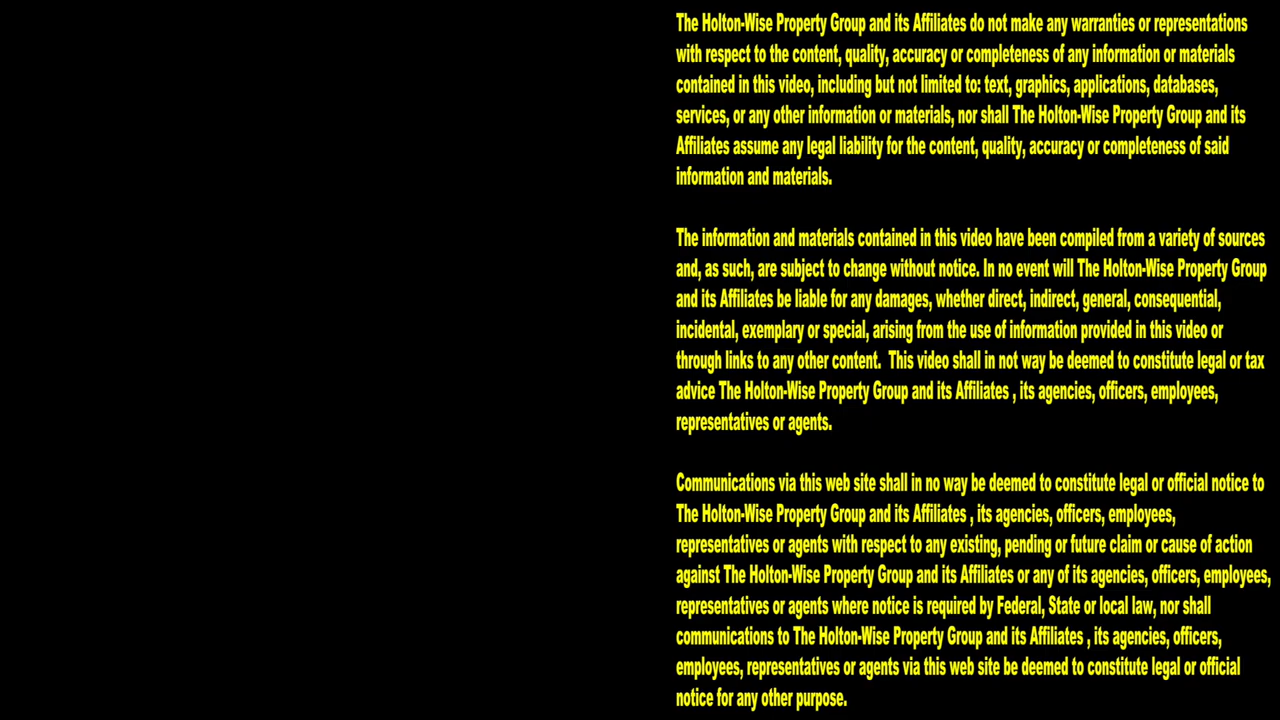 The Holton-Wise Property Group and its Affiliates do not make any warranties or representations
with respect to the content, quality, accuracy or completeness of any information or materials
contained in this video, including but not limited to: text, graphics, applications, databases,
services, or any other information or materials, nor shall The Holton-Wise Property Group and its
Affiliates assume any legal liability for the content, quality, accuracy or completeness of said
information and materials.
The information and materials contained in this video have been compiled from a variety of sources
and, as such, are subject to change without notice. In no event will The Holton-Wise Property Group
and its Affiliates be liable for any damages, whether direct, indirect, general, consequential,
incidental, exemplary or special, arising from the use of information provided in this video or
through links to any other content.  This video shall in not way be deemed to constitute legal or tax
advice The Holton-Wise Property Group and its Affiliates , its agencies, officers, employees,
representatives or agents.
Communications via this web site shall in no way be deemed to constitute legal or official notice to
The Holton-Wise Property Group and its Affiliates , its agencies, officers, employees,
representatives or agents with respect to any existing, pending or future claim or cause of action
against The Holton-Wise Property Group and its Affiliates or any of its agencies, officers, employees,
representatives or agents where notice is required by Federal, State or local law, nor shall
communications to The Holton-Wise Property Group and its Affiliates , its agencies, officers,
employees, representatives or agents via this web site be deemed to constitute legal or official
notice for any other purpose.